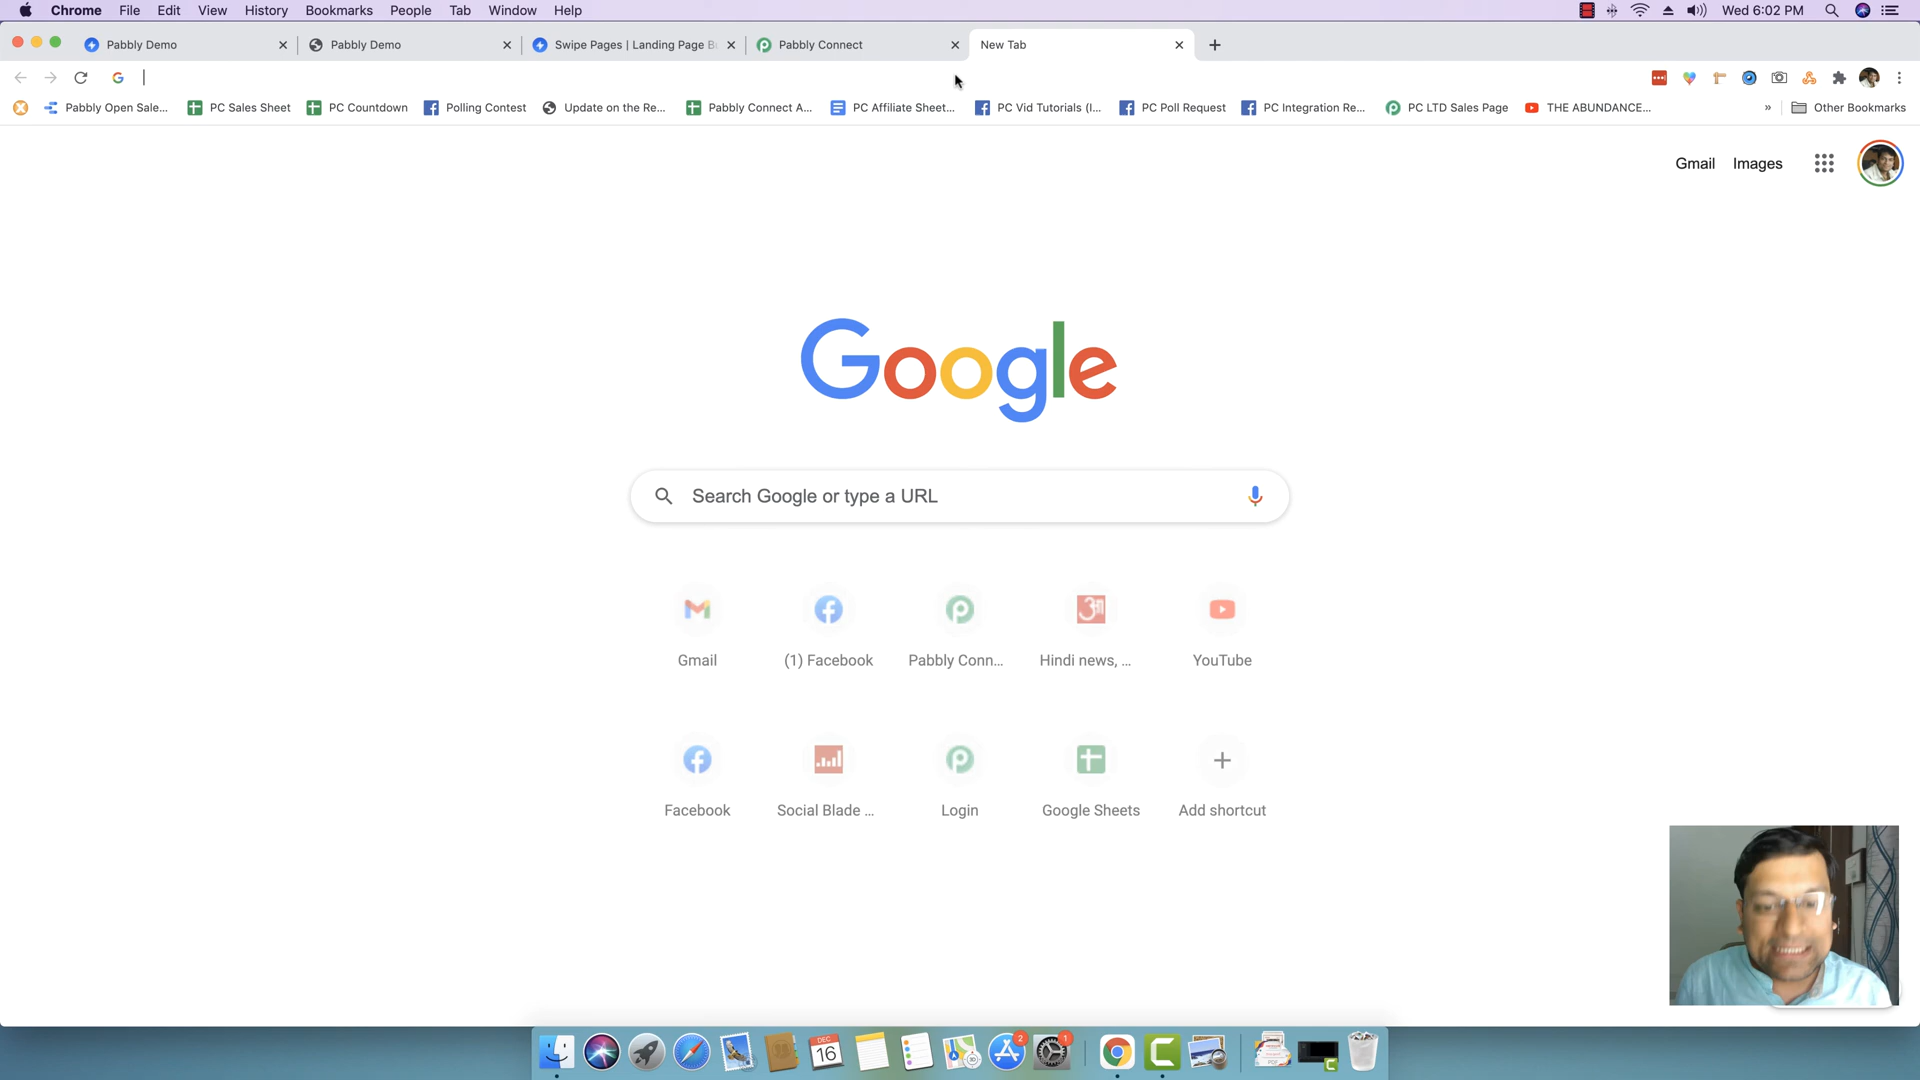 Chrome File Edit View History Bookmarks People Tab Window Help Wed 6:02 PM
Pabbly Demo Pabbly Demo Swipe Pages | Landing Page Bu Pabbly Connect New Tab
Pabbly Open Sale... PC Sales Sheet PC Countdown Polling Contest Update on the Re... Pabbly Connect A... PC Affiliate Sheet... PC Vid Tutorials (I... PC Poll Request PC Integration Re... PC LTD Sales Page THE ABUNDANCE... » Other Bookmarks
Gmail Images
Google
Search Google or type a URL
Gmail (1) Facebook Pabbly Conn... Hindi news, ... YouTube
Facebook Social Blade ... Login Google Sheets Add shortcut
DEC
16
2
1